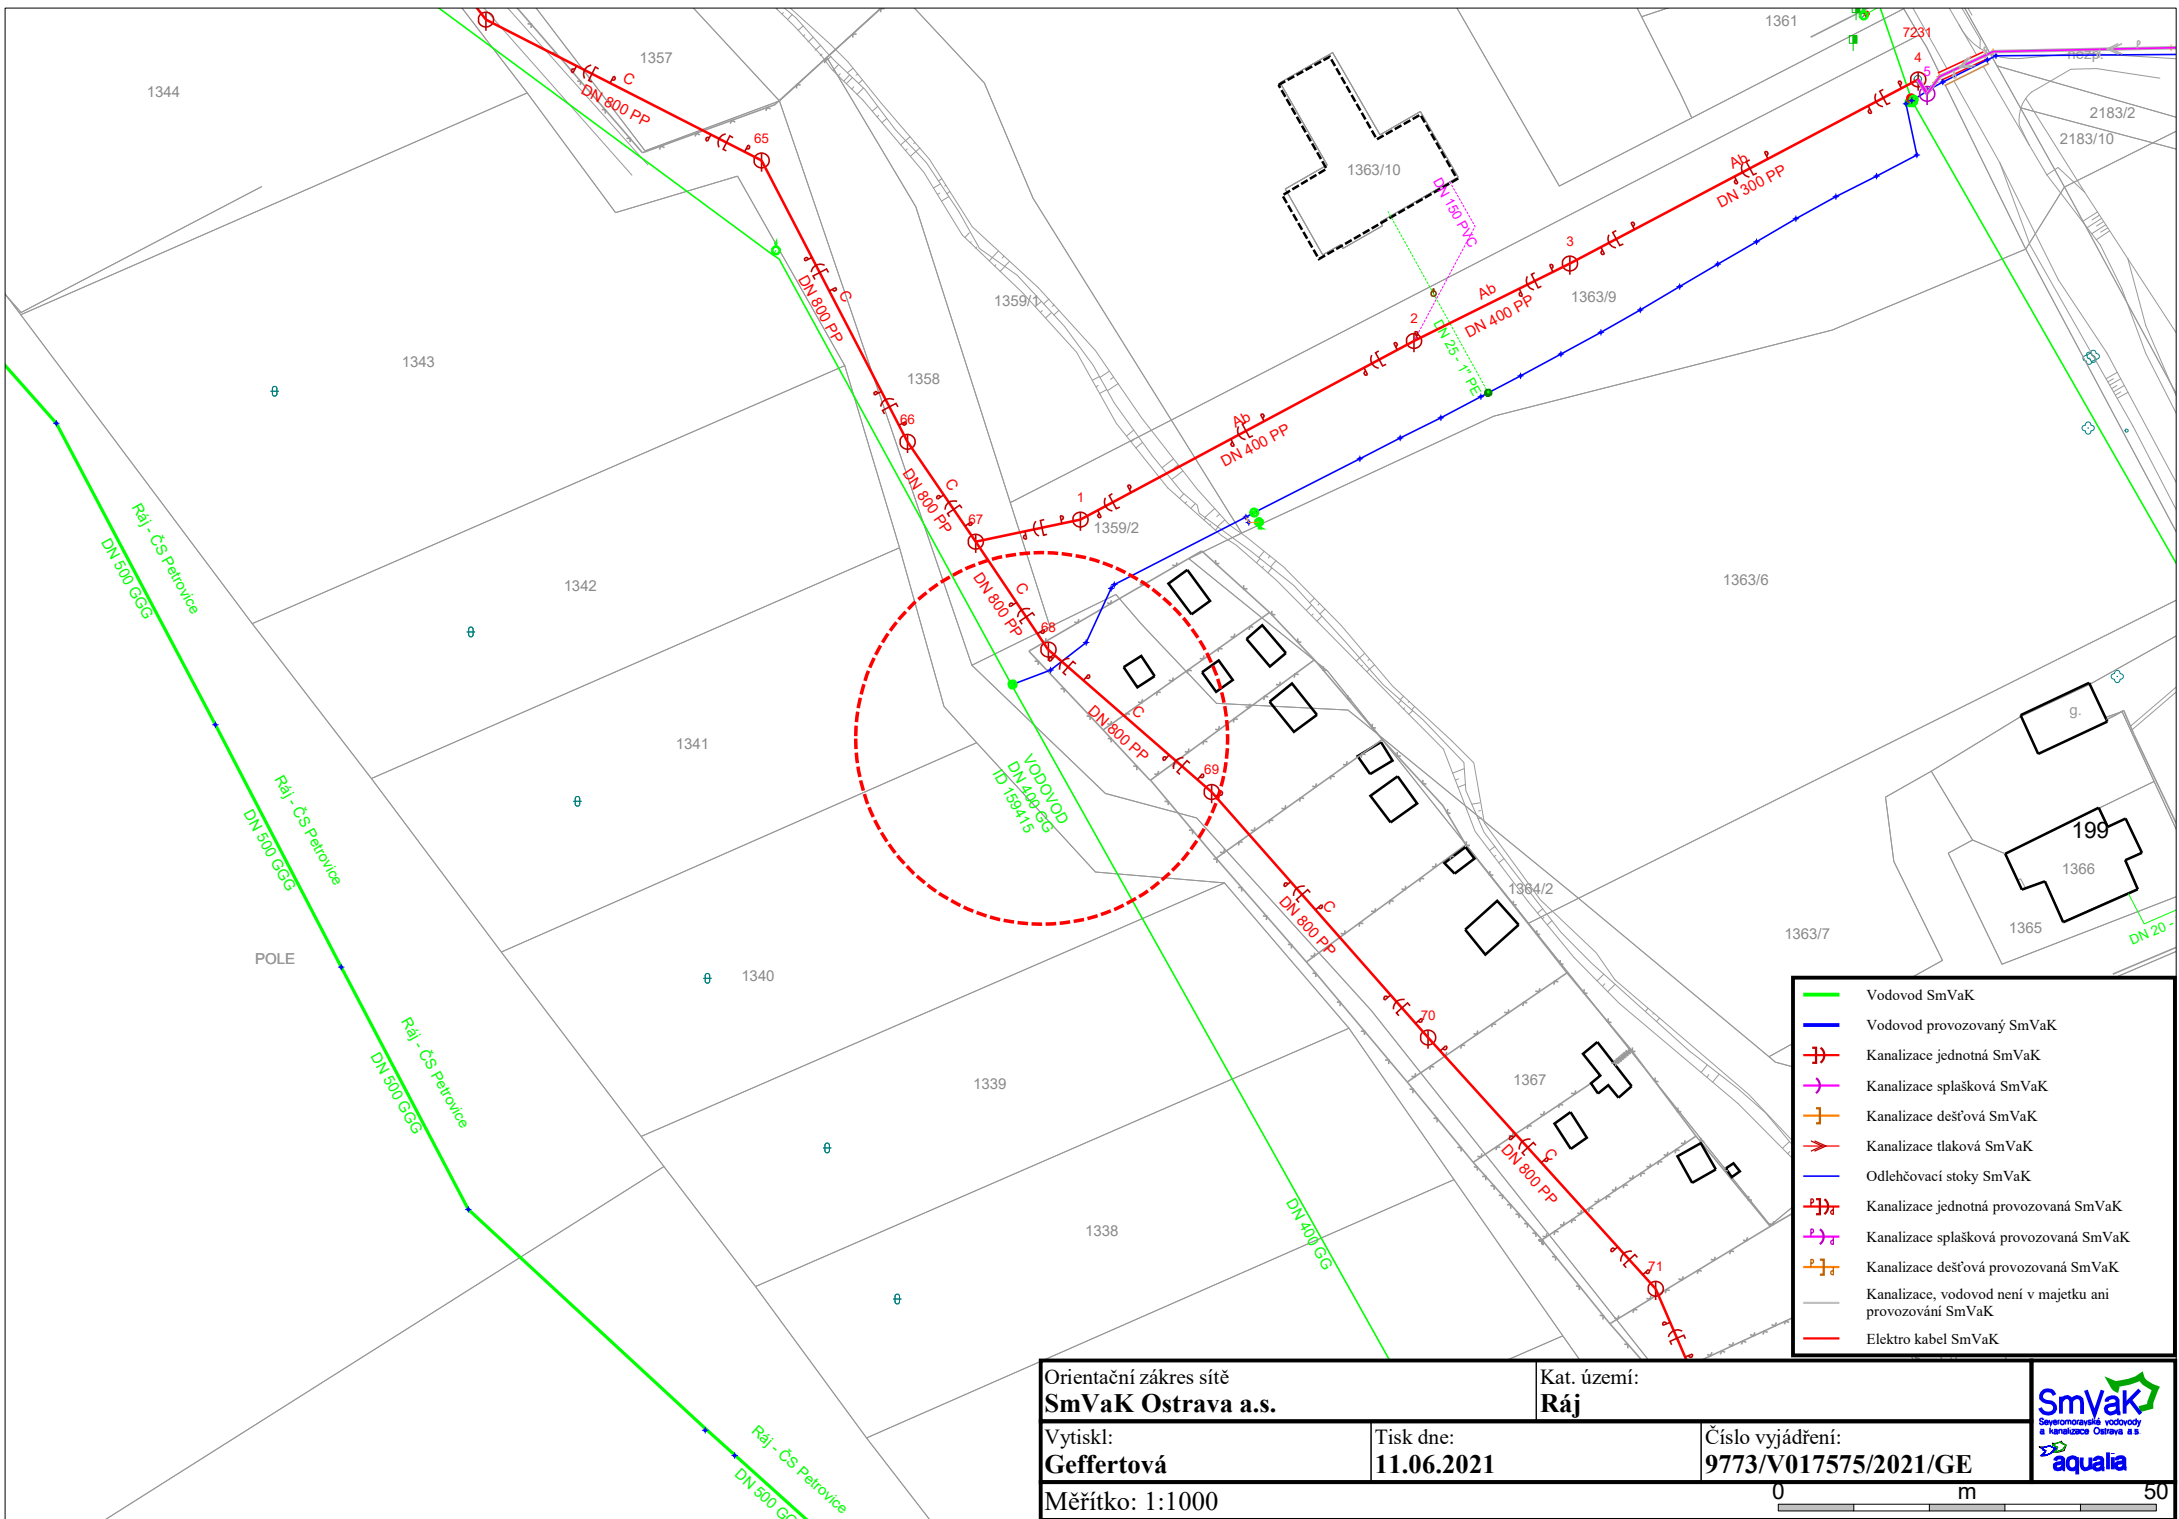 1344
1357
C
DN 800 PP
65
1361
7231
4
5
nezp.
2183/2
2183/10
1363/10
DN 150 PVC
Ab
DN 300 PP
3
1359/1
C
DN 800 PP
Ab
DN 400 PP
1363/9
2
DN 25 - 1" PE
1343
1358
66
Ab
DN 400 PP
C
DN 800 PP
67
1
1359/2
Ráj - ČS Petrovice
DN 500 GGG
1342
C
DN 800 PP
68
1363/6
1341
C
DN 800 PP
69
g.
VODOVOD
DN 400 GG
ID 159415
Ráj - ČS Petrovice
DN 500 GGG
199
1366
1364/2
C
DN 800 PP
1363/7
1365
DN 20 -
POLE
1340
Ráj - ČS Petrovice
DN 500 GGG
70
1339
1367
C
DN 800 PP
1338
DN 400 GG
71
Ráj - ČS Petrovice
DN 500 GG
Vodovod SmVaK
Vodovod provozovaný SmVaK
Kanalizace jednotná SmVaK
Kanalizace splašková SmVaK
Kanalizace dešťová SmVaK
Kanalizace tlaková SmVaK
Odlehčovací stoky SmVaK
Kanalizace jednotná provozovaná SmVaK
Kanalizace splašková provozovaná SmVaK
Kanalizace dešťová provozovaná SmVaK
Kanalizace, vodovod není v majetku ani
provozování SmVaK
Elektro kabel SmVaK
Orientační zákres sítě
SmVaK Ostrava a.s.
Kat. území:
Ráj
Vytiskl:
Geffertová
Tisk dne:
11.06.2021
Číslo vyjádření:
9773/V017575/2021/GE
Měřítko: 1:1000
0 m 50
SmVaK
Severomoravské vodovody
a kanalizace Ostrava a.s.
aqualia